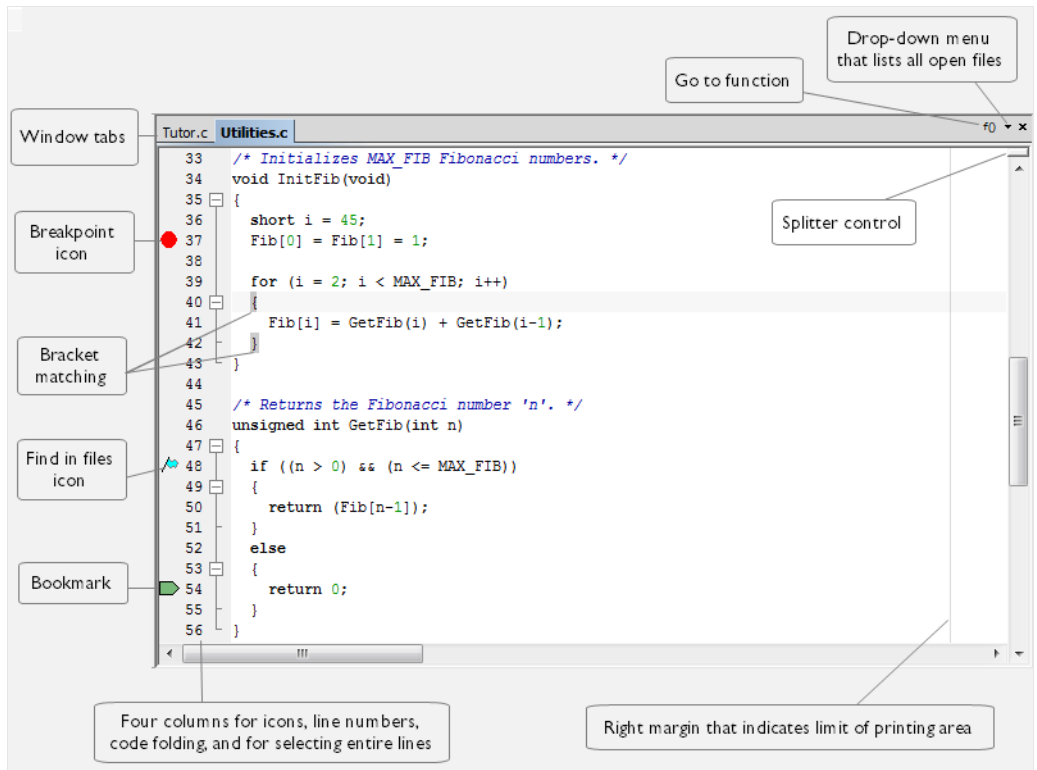 Drop-down menu
that lists all open files
Go to function
Window tabs
Tutor.c Utilities.c
f()
33 /* Initializes MAX_FIB Fibonacci numbers. */
34 void InitFib(void)
35 {
36 short i = 45;
Splitter control
Breakpoint
icon
37 Fib[0] = Fib[1] = 1;
38
39 for (i = 2; i < MAX_FIB; i++)
40 {
41 Fib[i] = GetFib(i) + GetFib(i-1);
42 }
Bracket
matching
43 }
44
45 /* Returns the Fibonacci number 'n'. */
46 unsigned int GetFib(int n)
47 {
Find in files
icon
48 if ((n > 0) && (n <= MAX_FIB))
49 {
50 return (Fib[n-1]);
51 }
52 else
53 {
Bookmark
54 return 0;
55 }
56 }
Four columns for icons, line numbers,
code folding, and for selecting entire lines
Right margin that indicates limit of printing area